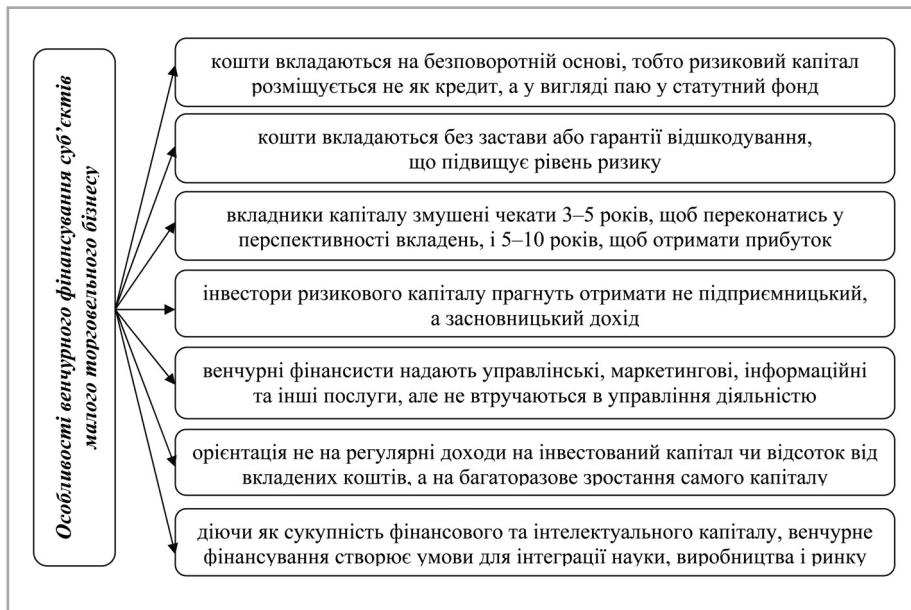 Особливості венчурного фінансування суб’єктів
малого торговельного бізнесу
кошти вкладаються на безповоротній основі, тобто ризиковий капітал
розміщується не як кредит, а у вигляді паю у статутний фонд
кошти вкладаються без застави або гарантії відшкодування,
що підвищує рівень ризику
вкладники капіталу змушені чекати 3–5 років, щоб переконатись у
перспективності вкладень, і 5–10 років, щоб отримати прибуток
інвестори ризикового капіталу прагнуть отримати не підприємницький,
а засновницький дохід
венчурні фінансисти надають управлінські, маркетингові, інформаційні
та інші послуги, але не втручаються в управління діяльністю
орієнтація не на регулярні доходи на інвестований капітал чи відсоток від
вкладених коштів, а на багаторазове зростання самого капіталу
діючи як сукупність фінансового та інтелектуального капіталу, венчурне
фінансування створює умови для інтеграції науки, виробництва і ринку